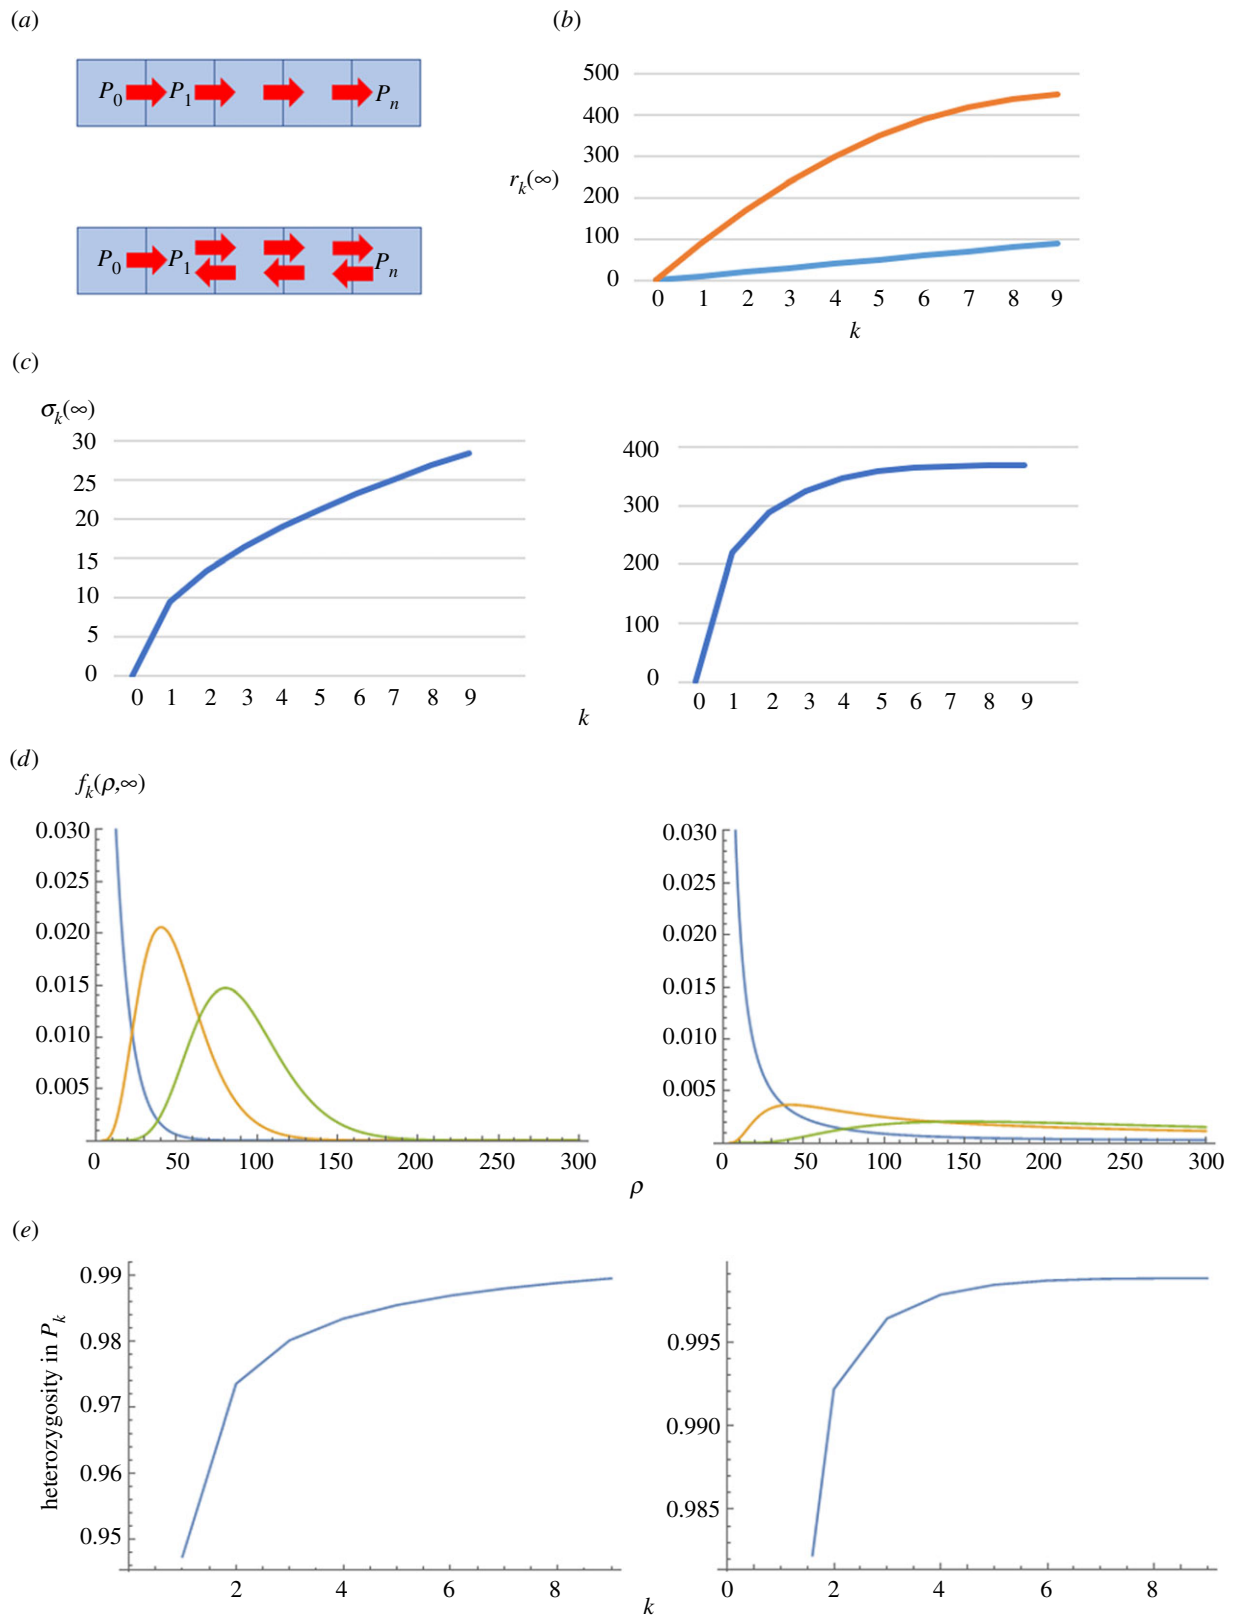 (a)
P0 P1 Pn
P0 P1 Pn
(b)
500
400
300
200
100
0
rk(∞)
0 1 2 3 4 5 6 7 8 9
k
(c)
σk(∞)
30
25
20
15
10
5
0
0 1 2 3 4 5 6 7 8 9
400
300
200
100
0
0 1 2 3 4 5 6 7 8 9
k
(d)
fk(ρ,∞)
0.030
0.025
0.020
0.015
0.010
0.005
0 50 100 150 200 250 300
0.030
0.025
0.020
0.015
0.010
0.005
0 50 100 150 200 250 300
ρ
(e)
heterozygosity in Pk
0.99
0.98
0.97
0.96
0.95
2 4 6 8
0.995
0.990
0.985
0 2 4 6 8
k